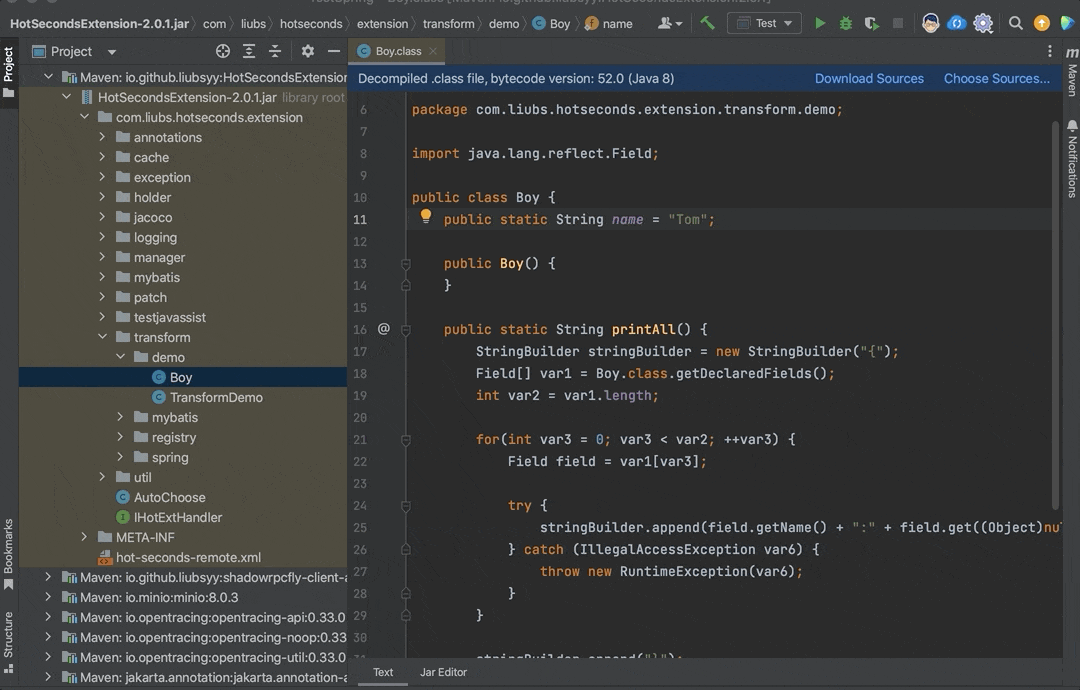 HotSecondsExtension-2.0.1.jar com liubs hotseconds extension transform demo Boy name Test
Project
Project
Maven: io.github.liubsyy:HotSecondsExtension
HotSecondsExtension-2.0.1.jar library root
com.liubs.hotseconds.extension
annotations
cache
exception
holder
jacoco
logging
manager
mybatis
patch
testjavassist
transform
demo
Boy
TransformDemo
mybatis
registry
spring
util
AutoChoose
IHotExtHandler
META-INF
hot-seconds-remote.xml
Maven: io.github.liubsyy:shadowrpcfly-client-a
Maven: io.minio:minio:8.0.3
Maven: io.opentracing:opentracing-api:0.33.0
Maven: io.opentracing:opentracing-noop:0.33
Maven: io.opentracing:opentracing-util:0.33.0
Maven: jakarta.annotation:jakarta.annotation-a
Bookmarks
Structure
Boy.class
Decompiled .class file, bytecode version: 52.0 (Java 8) Download Sources Choose Sources...
6 package com.liubs.hotseconds.extension.transform.demo;
7
8 import java.lang.reflect.Field;
9
10 public class Boy {
11 public static String name = "Tom";
12
13 public Boy() {
14 }
15
16 @ public static String printAll() {
17 StringBuilder stringBuilder = new StringBuilder("{");
18 Field[] var1 = Boy.class.getDeclaredFields();
19 int var2 = var1.length;
20
21 for(int var3 = 0; var3 < var2; ++var3) {
22 Field field = var1[var3];
23
24 try {
25 stringBuilder.append(field.getName() + ":" + field.get((Object)nu
26 } catch (IllegalAccessException var6) {
27 throw new RuntimeException(var6);
28 }
29 }
30
stringBuilder.append("}");
Text Jar Editor
m
Maven
Notifications